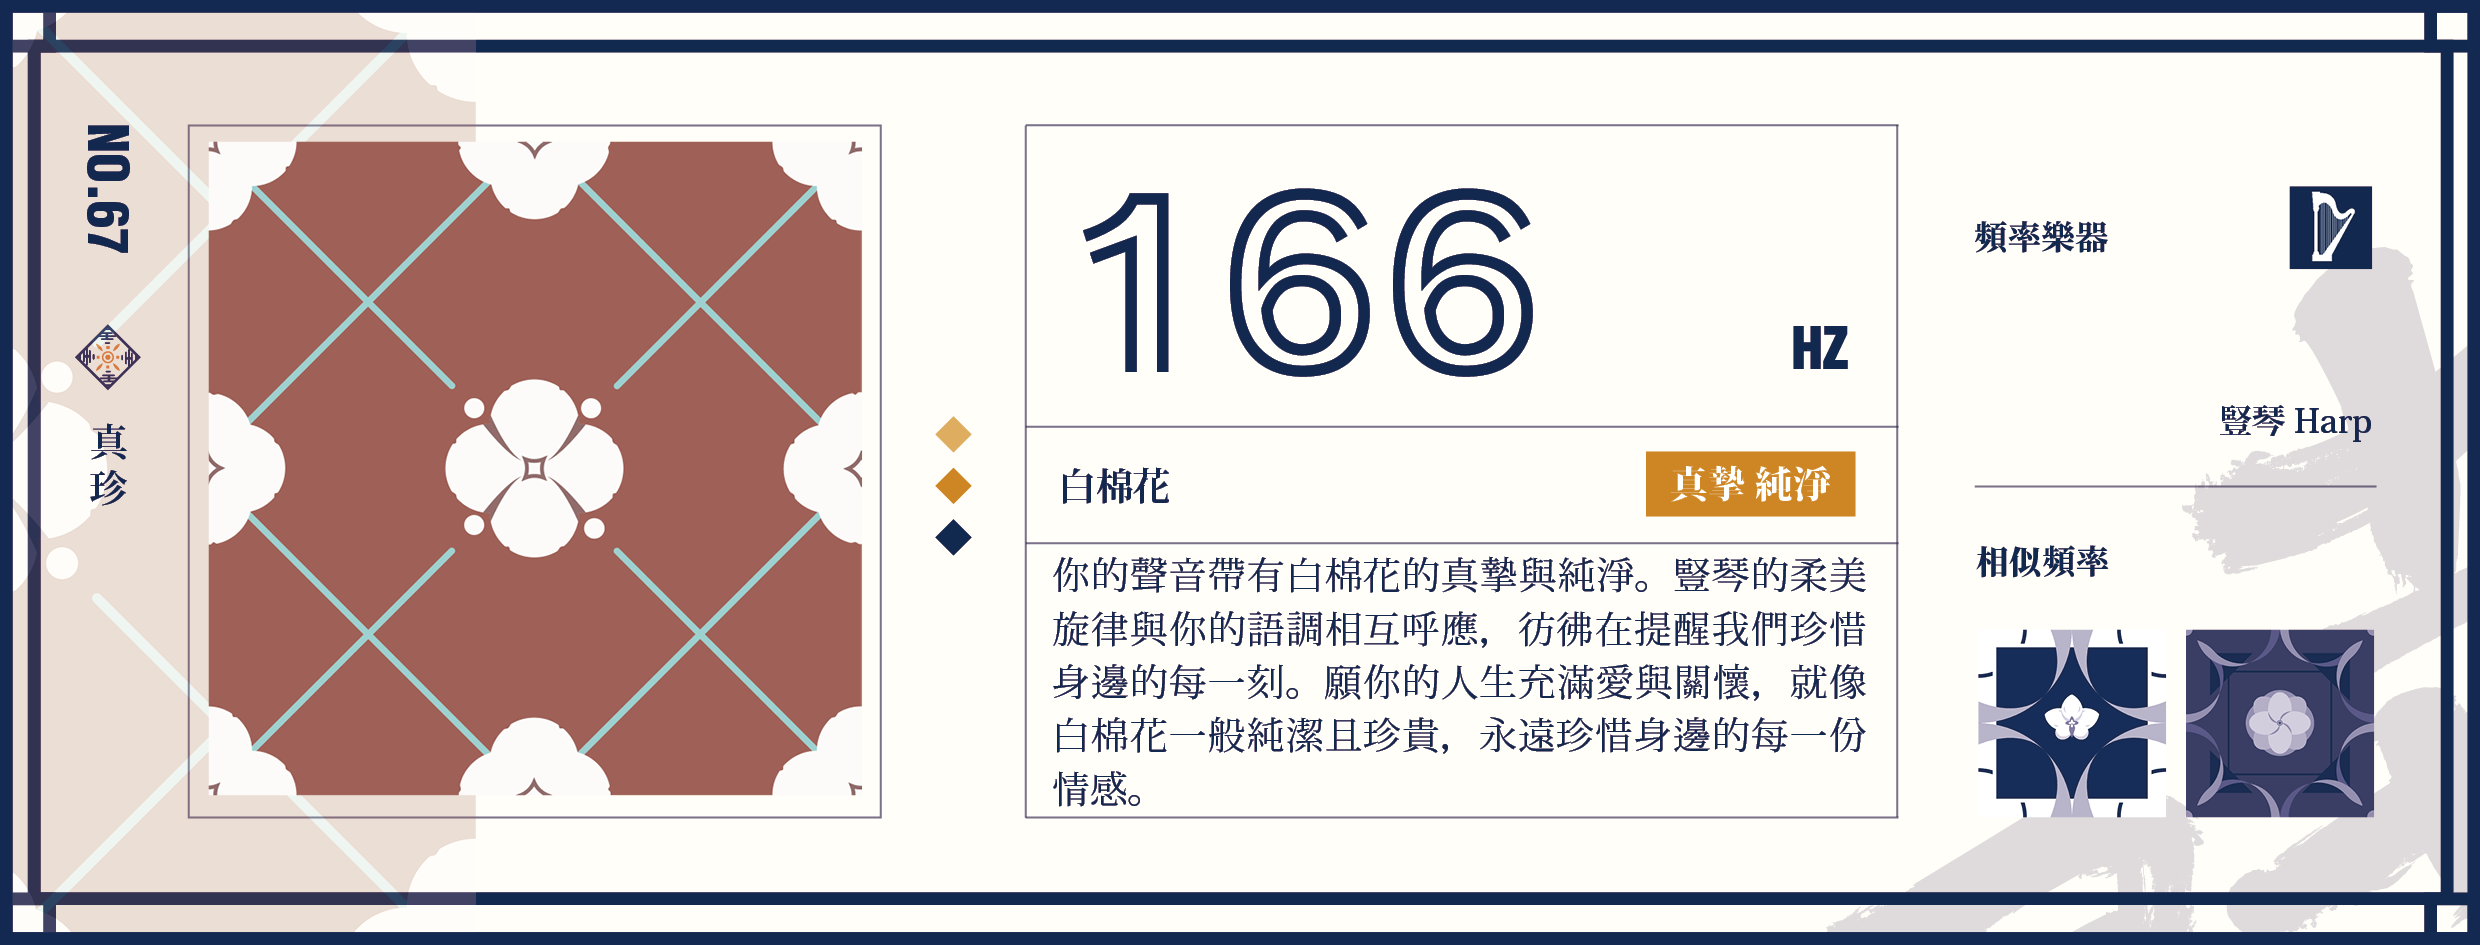 NO.67
真珍
166
HZ
白棉花
真摯 純淨
你的聲音帶有白棉花的真摯與純淨。豎琴的柔美
旋律與你的語調相互呼應，彷彿在提醒我們珍惜
身邊的每一刻。願你的人生充滿愛與關懷，就像
白棉花一般純潔且珍貴，永遠珍惜身邊的每一份
情感。
頻率樂器
豎琴 Harp
相似頻率